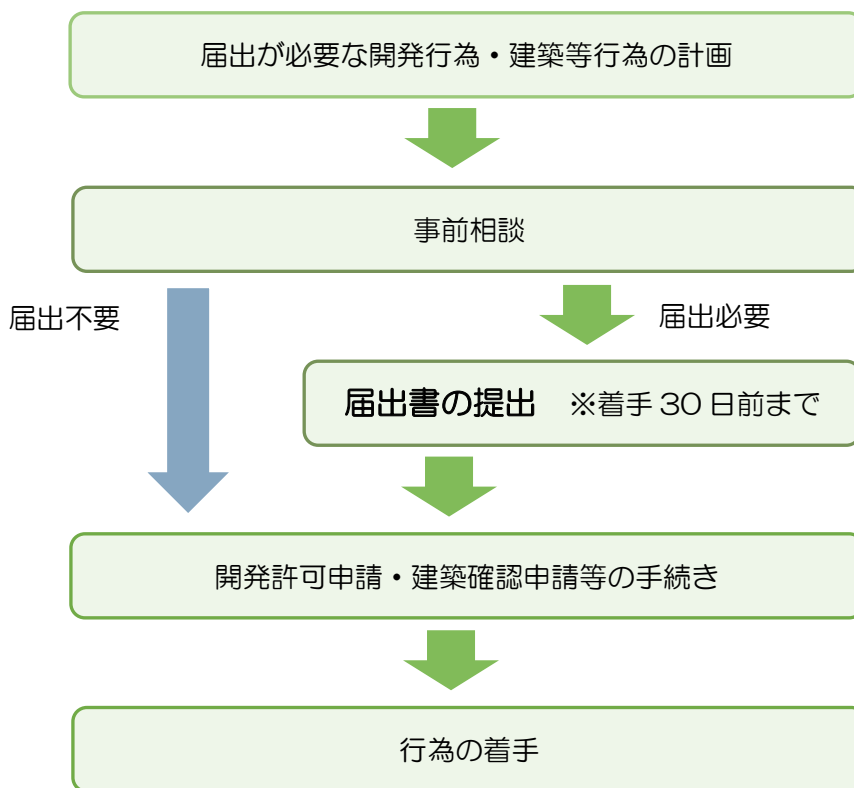 届出が必要な開発行為・建築等行為の計画
事前相談
届出不要
届出必要
届出書の提出 ※着手30日前まで
開発許可申請・建築確認申請等の手続き
行為の着手